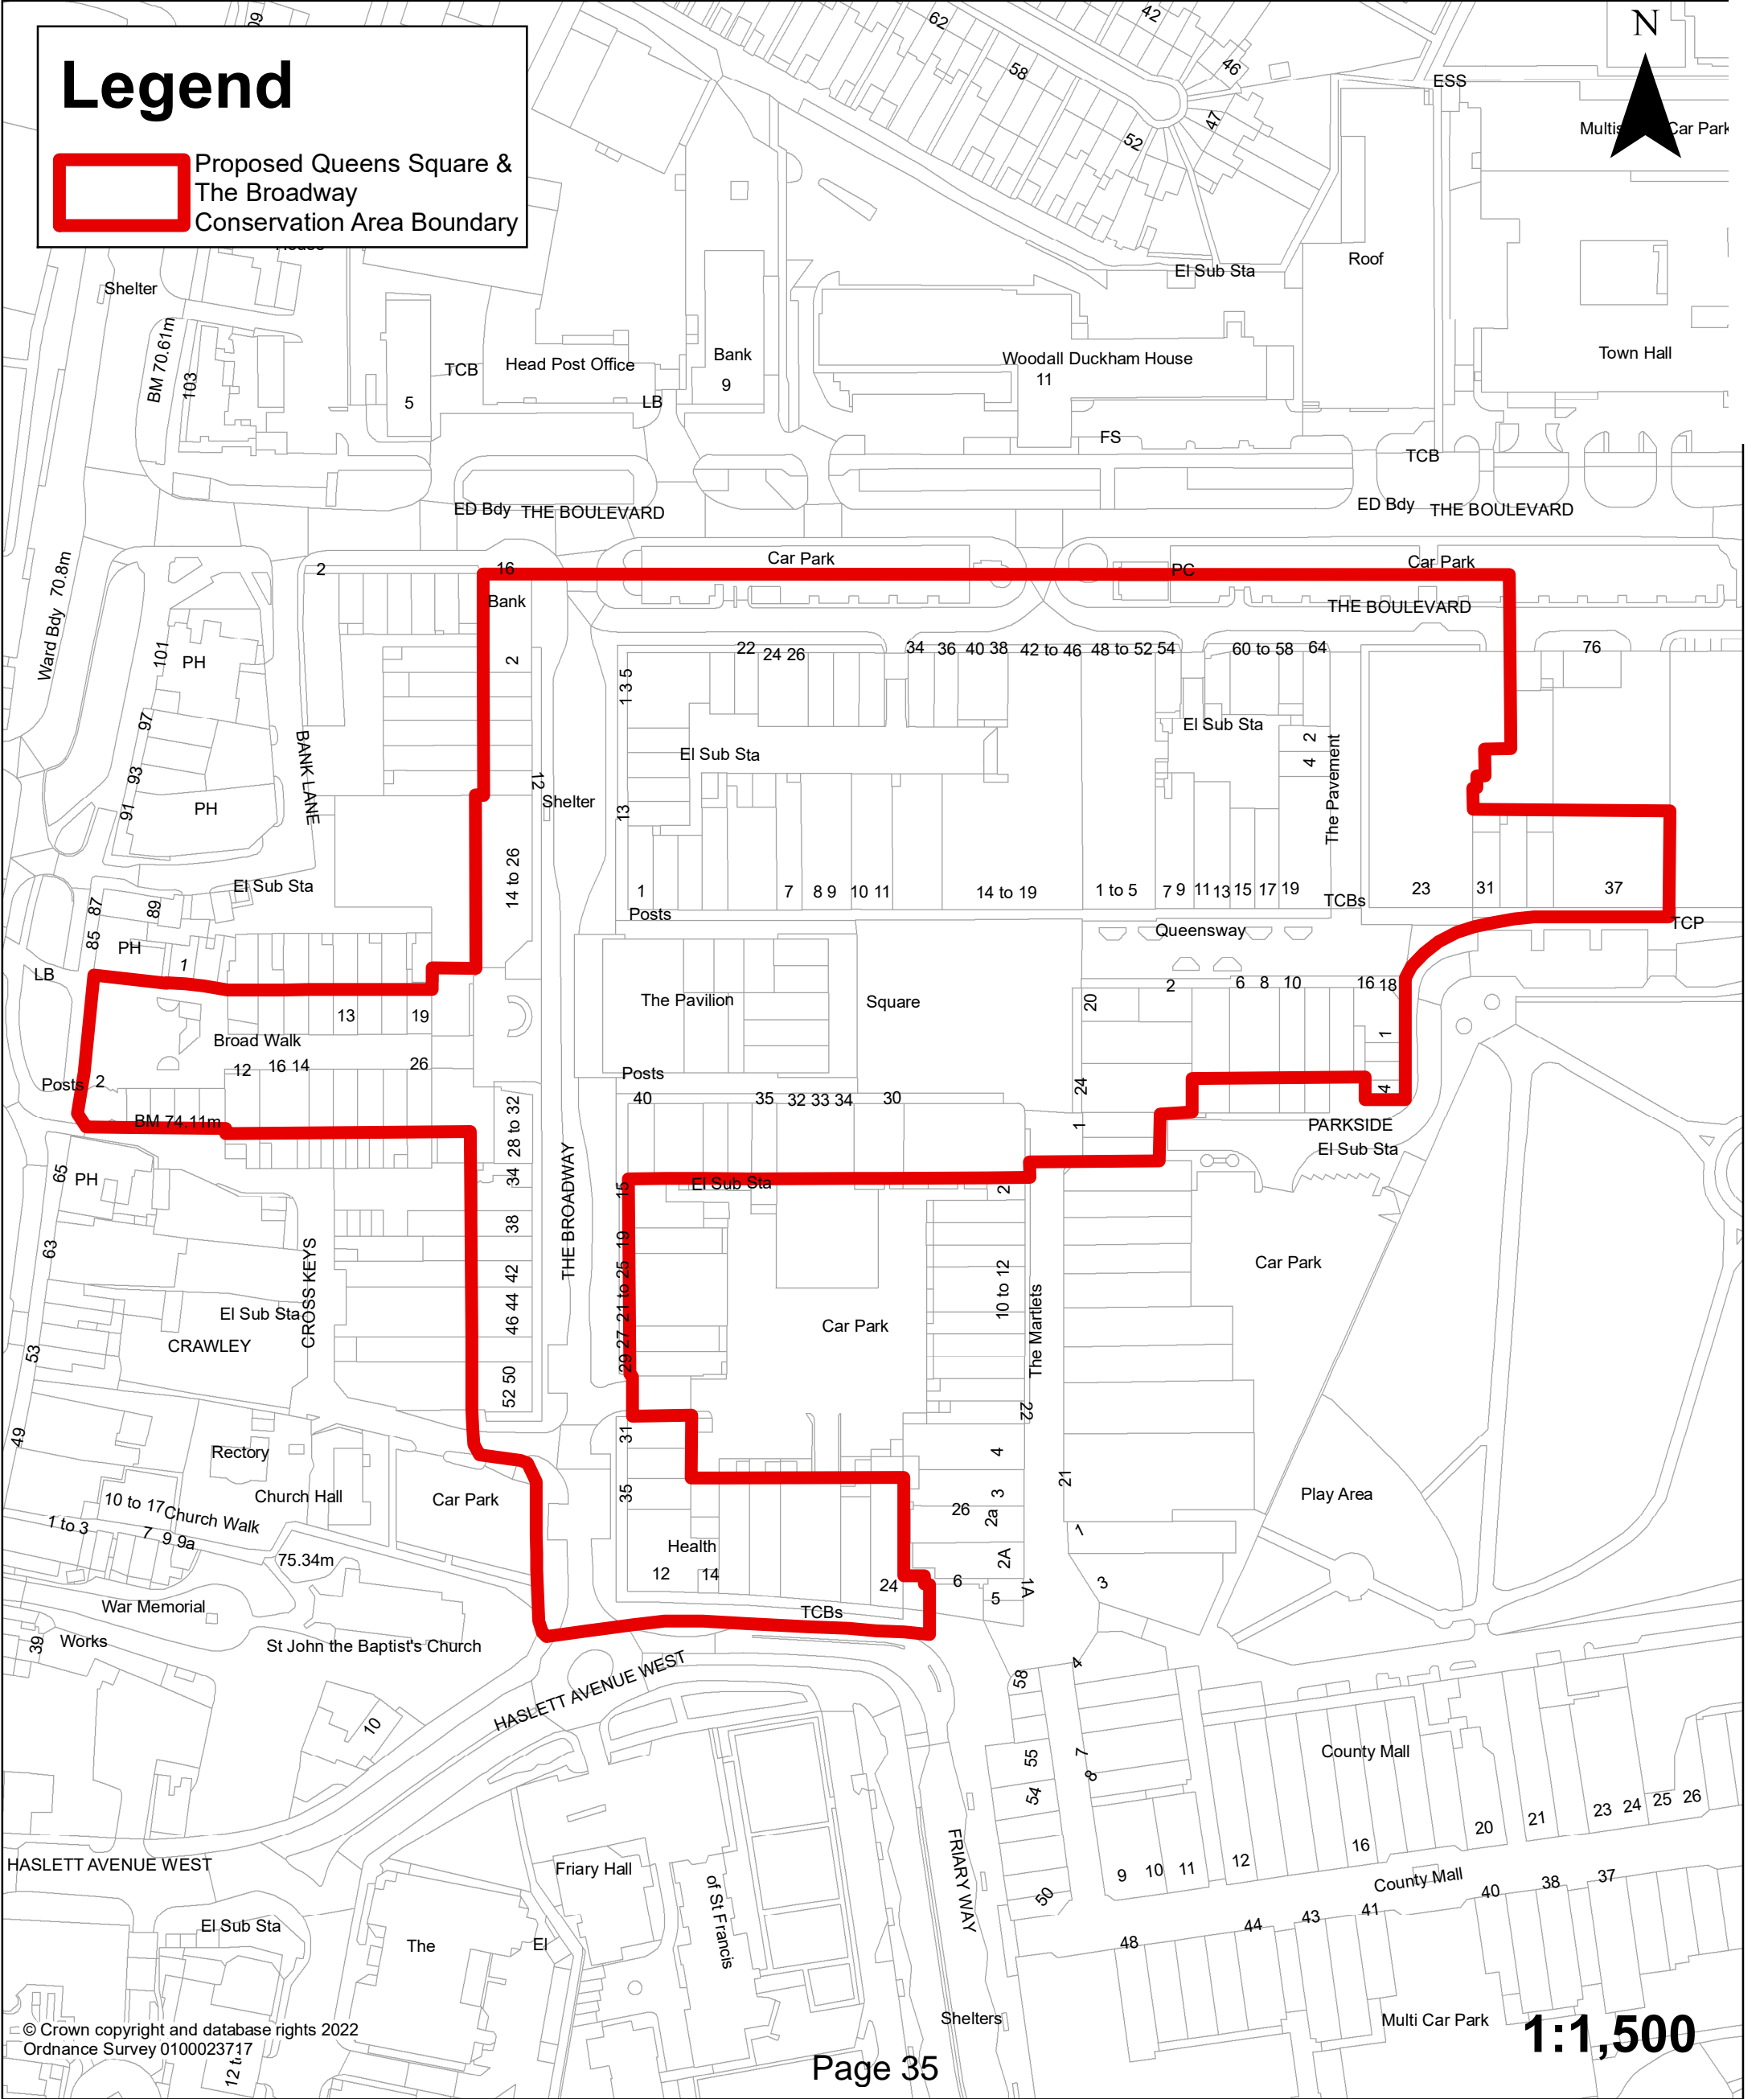 Legend
Proposed Queens Square &
The Broadway
Conservation Area Boundary
N
62
42
58
46
52
47
ESS
Car Park
Shelter
El Sub Sta
Roof
BM 70.61m
103
TCB
Head Post Office
Bank
9
5
LB
Woodall Duckham House
11
Town Hall
FS
TCB
ED Bdy
THE BOULEVARD
ED Bdy
THE BOULEVARD
Ward Bdy
70.8m
2
16
Car Park
PC
Car Park
Bank
THE BOULEVARD
101
PH
2
22
24 26
34
36
40 38
42 to 46
48 to 52
54
60 to 58
64
76
1 3 5
97
BANK LANE
El Sub Sta
El Sub Sta
2
4
The Pavement
93
91
PH
12
Shelter
13
El Sub Sta
14 to 26
1
7
8 9
10
11
14 to 19
1 to 5
7 9
11
13
15
17
19
TCBs
23
31
37
87
89
85
PH
1
Posts
Queensway
TCP
LB
The Pavilion
Square
20
2
6
8
10
16
18
13
19
1
Broad Walk
12
16 14
26
Posts
2
Posts
24
4
BM 74.11m
28 to 32
40
35
32 33 34
30
1
PARKSIDE
El Sub Sta
65
PH
34
THE BROADWAY
15
El Sub Sta
2
38
19
63
CROSS KEYS
42
21 to 25
10 to 12
Car Park
El Sub Sta
46 44
Car Park
The Martlets
CRAWLEY
27
53
29
52 50
22
49
31
Rectory
4
21
10 to 17
Church Hall
Car Park
35
3
Play Area
Church Walk
26
2a
1 to 3
7
9 9a
1
75.34m
Health
2A
12
14
24
6
1A
3
5
War Memorial
TCBs
39
Works
St John the Baptist's Church
HASLETT AVENUE WEST
58
4
10
55
7
8
54
County Mall
23
24
25
26
21
20
16
12
9
10
11
HASLETT AVENUE WEST
Friary Hall
of St Francis
FRIARY WAY
50
County Mall
37
38
40
41
43
44
48
El Sub Sta
The
El
Shelters
Multi Car Park
© Crown copyright and database rights 2022
Ordnance Survey 0100023717
1:1,500
Page 35